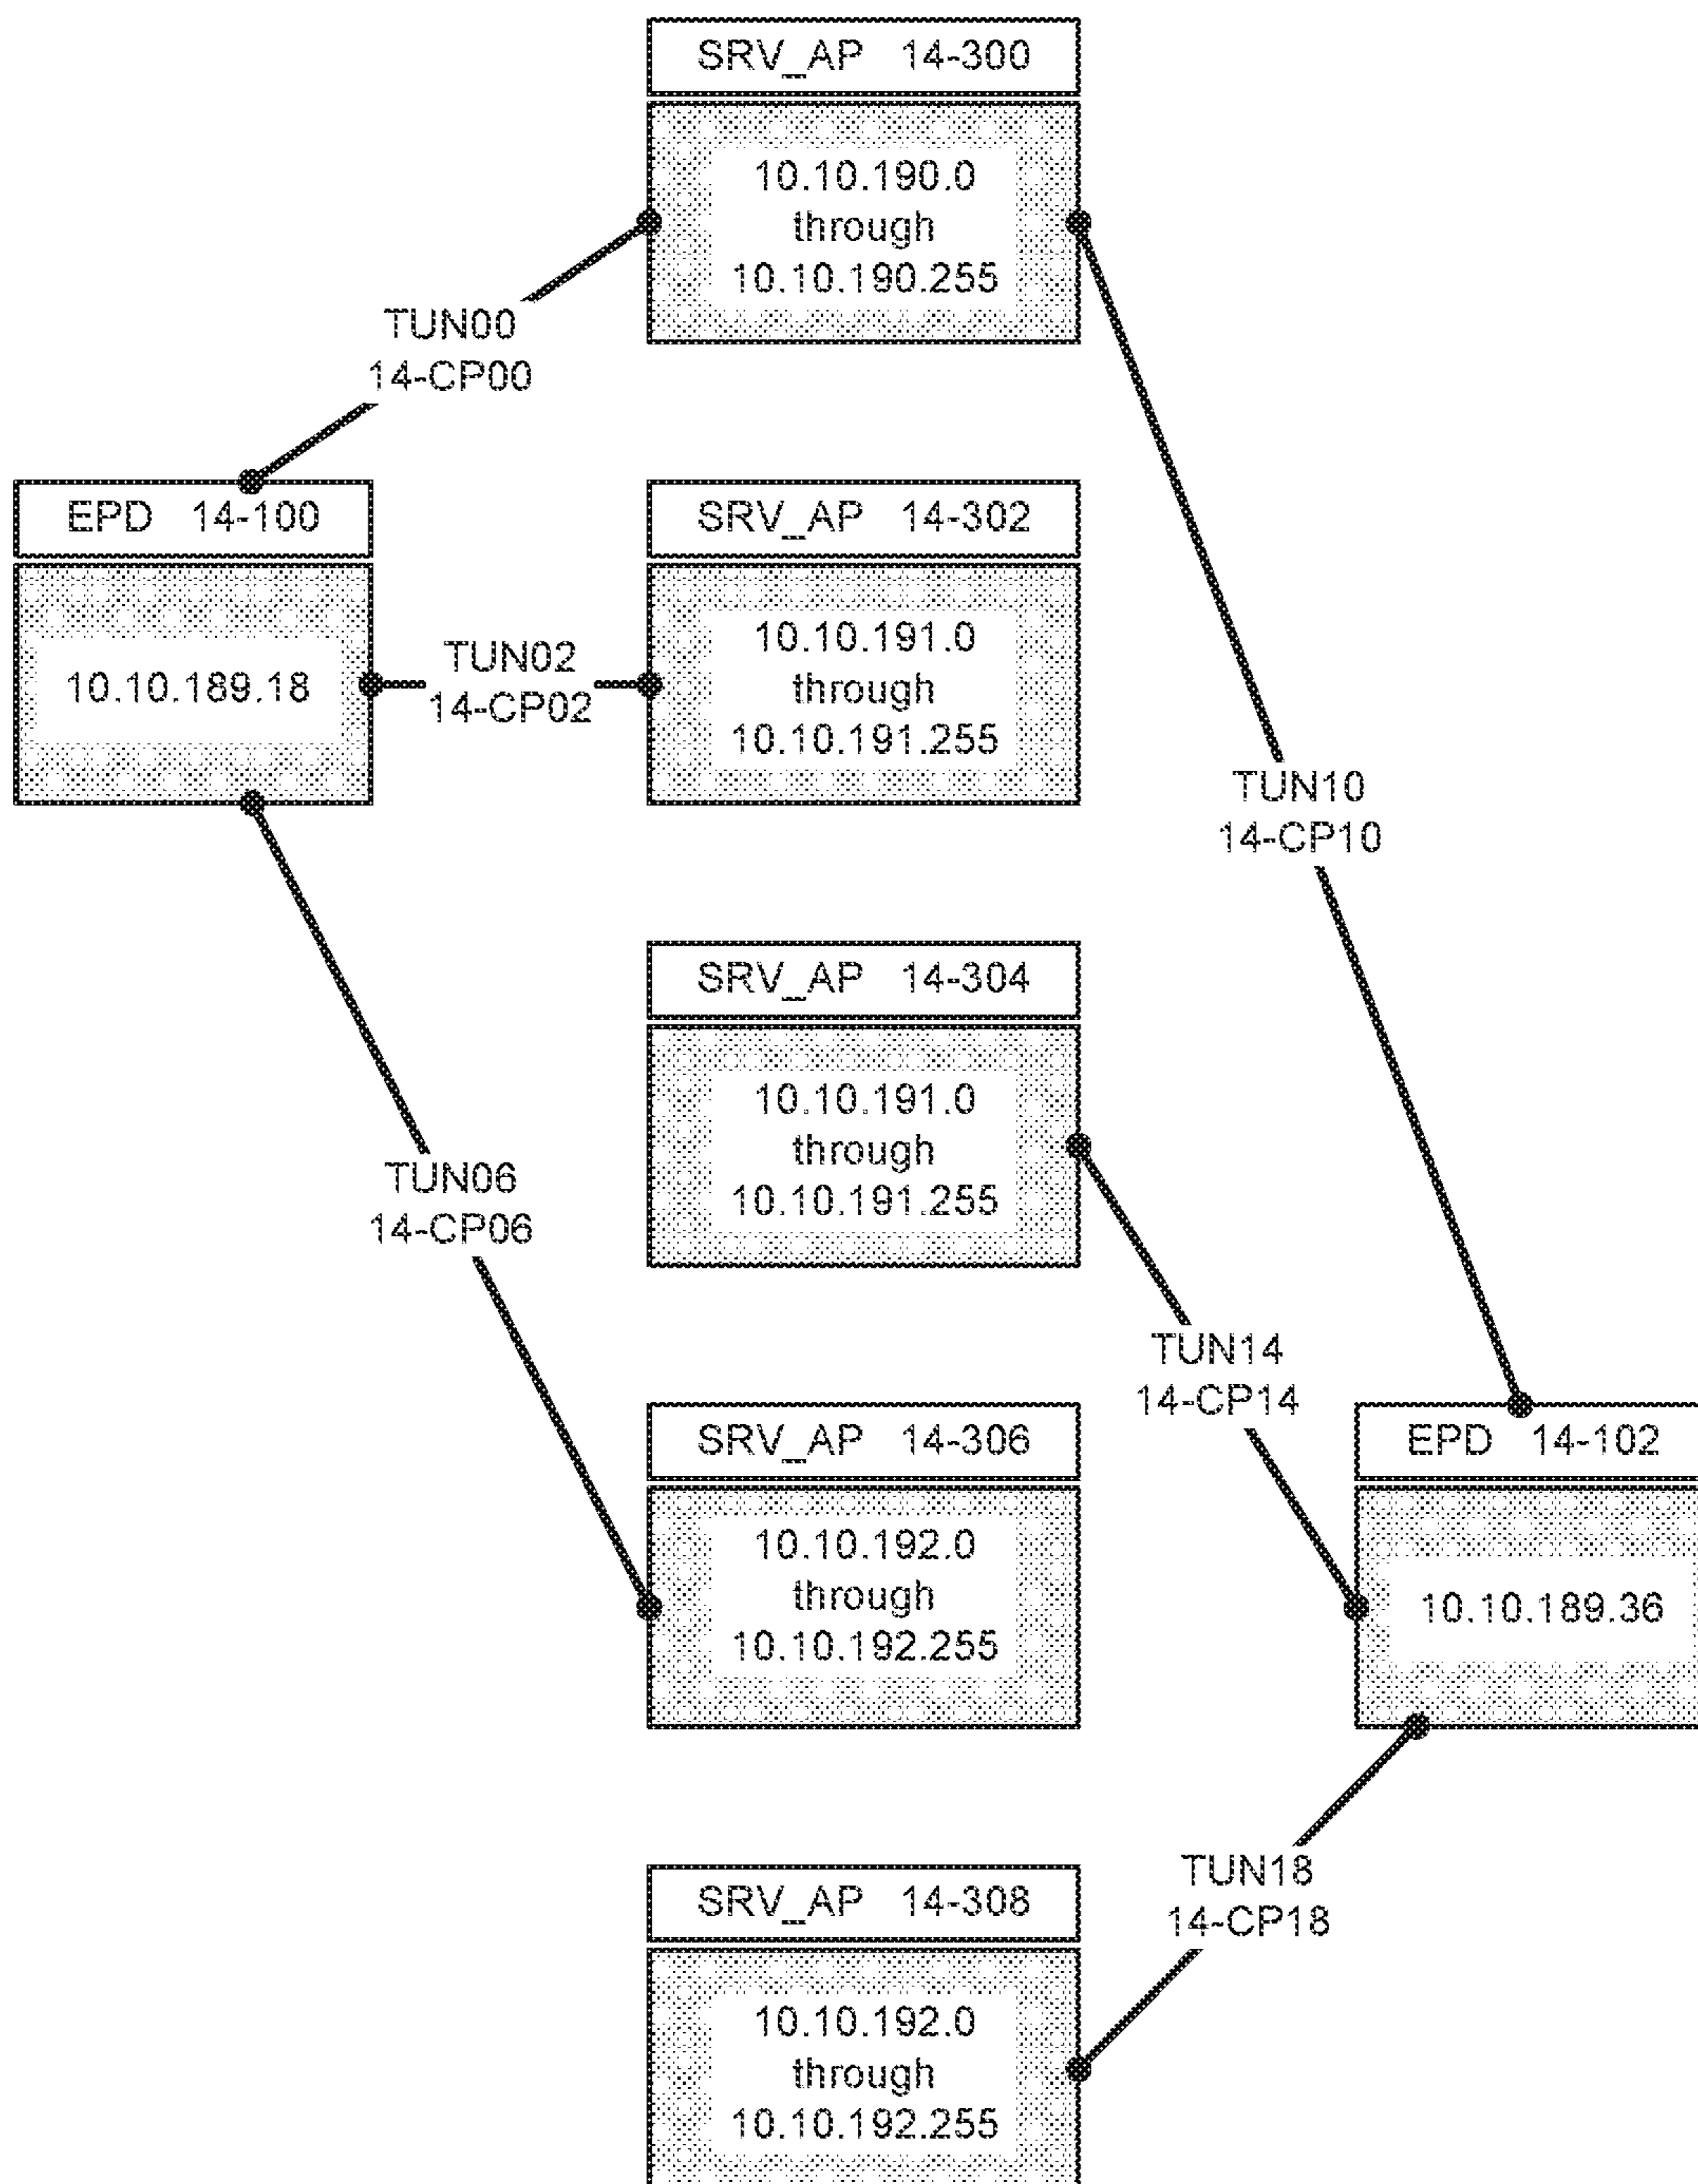 SRV_AP 14-300
10.10.190.0
through
10.10.190.255
TUN00
14-CP00
EPD 14-100
10.10.189.18
TUN02
14-CP02
SRV_AP 14-302
10.10.191.0
through
10.10.191.255
TUN10
14-CP10
SRV_AP 14-304
10.10.191.0
through
10.10.191.255
TUN06
14-CP06
TUN14
14-CP14
SRV_AP 14-306
10.10.192.0
through
10.10.192.255
EPD 14-102
10.10.189.36
TUN18
14-CP18
SRV_AP 14-308
10.10.192.0
through
10.10.192.255